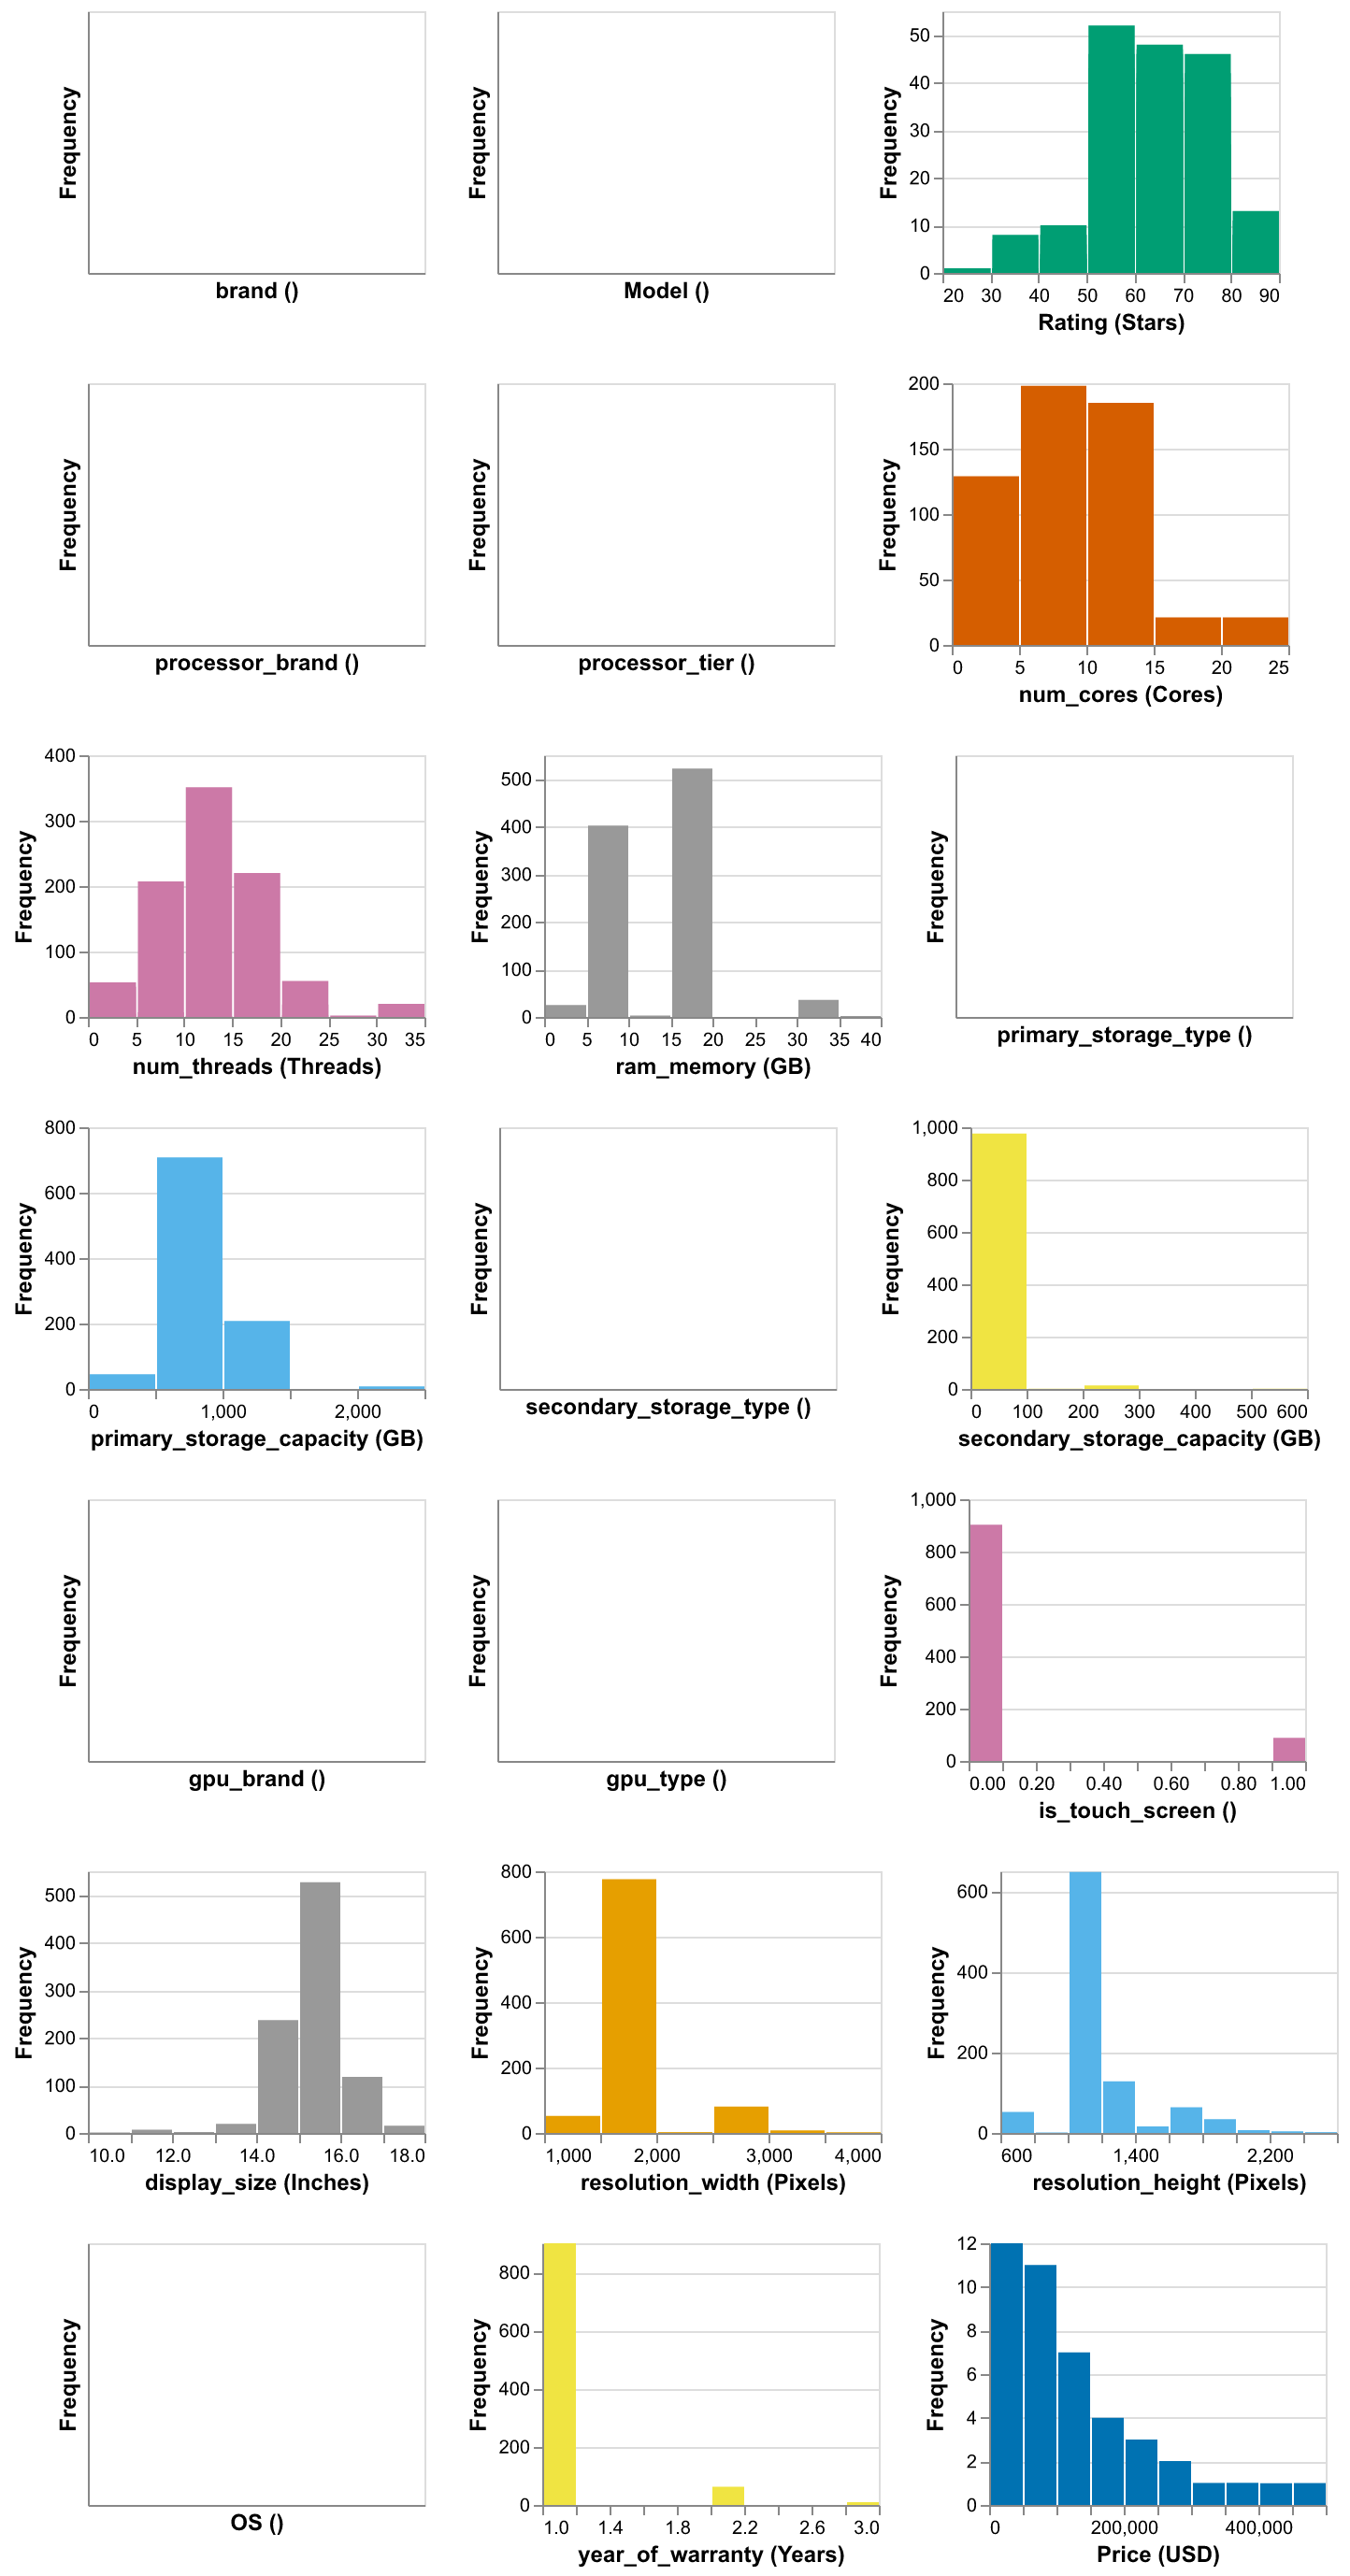 Frequency
brand ()
Frequency
Model ()
Frequency
50
40
30
20
10
0
20 30 40 50 60 70 80 90
Rating (Stars)
Frequency
processor_brand ()
Frequency
processor_tier ()
Frequency
200
150
100
50
0
0 5 10 15 20 25
num_cores (Cores)
Frequency
400
300
200
100
0
0 5 10 15 20 25 30 35
num_threads (Threads)
Frequency
500
400
300
200
100
0
0 5 10 15 20 25 30 35 40
ram_memory (GB)
Frequency
primary_storage_type ()
Frequency
800
600
400
200
0
0 1,000 2,000
primary_storage_capacity (GB)
Frequency
secondary_storage_type ()
Frequency
1,000
800
600
400
200
0
0 100 200 300 400 500 600
secondary_storage_capacity (GB)
Frequency
gpu_brand ()
Frequency
gpu_type ()
Frequency
1,000
800
600
400
200
0
0.00 0.20 0.40 0.60 0.80 1.00
is_touch_screen ()
Frequency
500
400
300
200
100
0
10.0 12.0 14.0 16.0 18.0
display_size (Inches)
Frequency
800
600
400
200
0
1,000 2,000 3,000 4,000
resolution_width (Pixels)
Frequency
600
400
200
0
600 1,400 2,200
resolution_height (Pixels)
Frequency
OS ()
Frequency
800
600
400
200
0
1.0 1.4 1.8 2.2 2.6 3.0
year_of_warranty (Years)
Frequency
12
10
8
6
4
2
0
0 200,000 400,000
Price (USD)